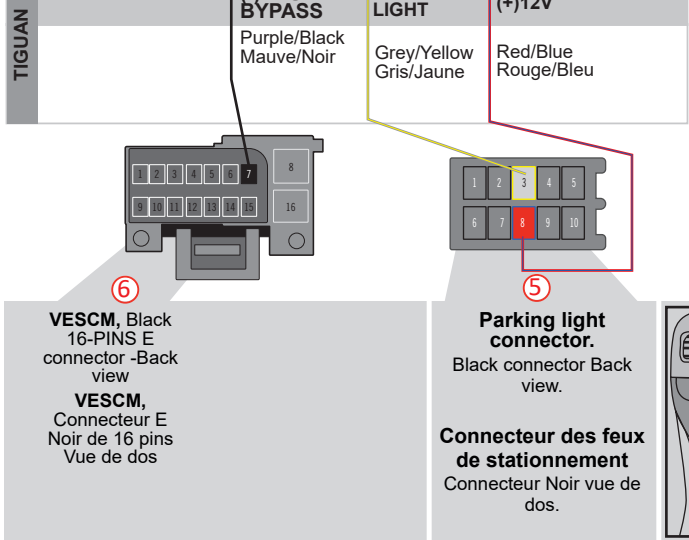 TIGUAN
BYPASS
LIGHT
(+)12V
Purple/Black
Mauve/Noir
Grey/Yellow
Gris/Jaune
Red/Blue
Rouge/Bleu
1 2 3 4 5 6 7 8
9 10 11 12 13 14 15 16
1 2 3 4 5
6 7 8 9 10
6
VESCM, Black
16-PINS E
connector -Back
view
VESCM,
Connecteur E
Noir de 16 pins
Vue de dos
5
Parking light
connector.
Black connector Back
view.
Connecteur des feux
de stationnement
Connecteur Noir vue de
dos.